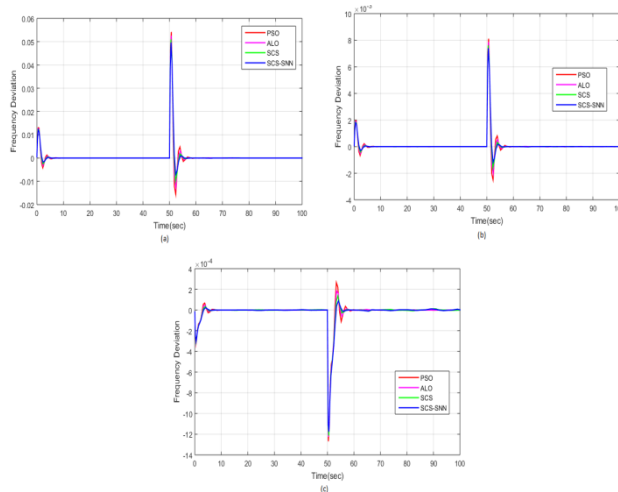 0.06
0.05
0.04
0.03
0.02
0.01
0
-0.01
-0.02
Frequency Deviation
PSO
ALO
SCS
SCS-SNN
0 10 20 30 40 50 60 70 80 90 100
Time(sec)
(a)
10
8
6
4
2
0
-2
-4
Frequency Deviation
PSO
ALO
SCS
SCS-SNN
0 10 20 30 40 50 60 70 80 90 100
Time(sec)
(b)
×10⁻⁴
4
2
0
-2
-4
-6
-8
-10
-12
-14
Frequency Deviation
PSO
ALO
SCS
SCS-SNN
0 10 20 30 40 50 60 70 80 90 100
Time(sec)
(c)